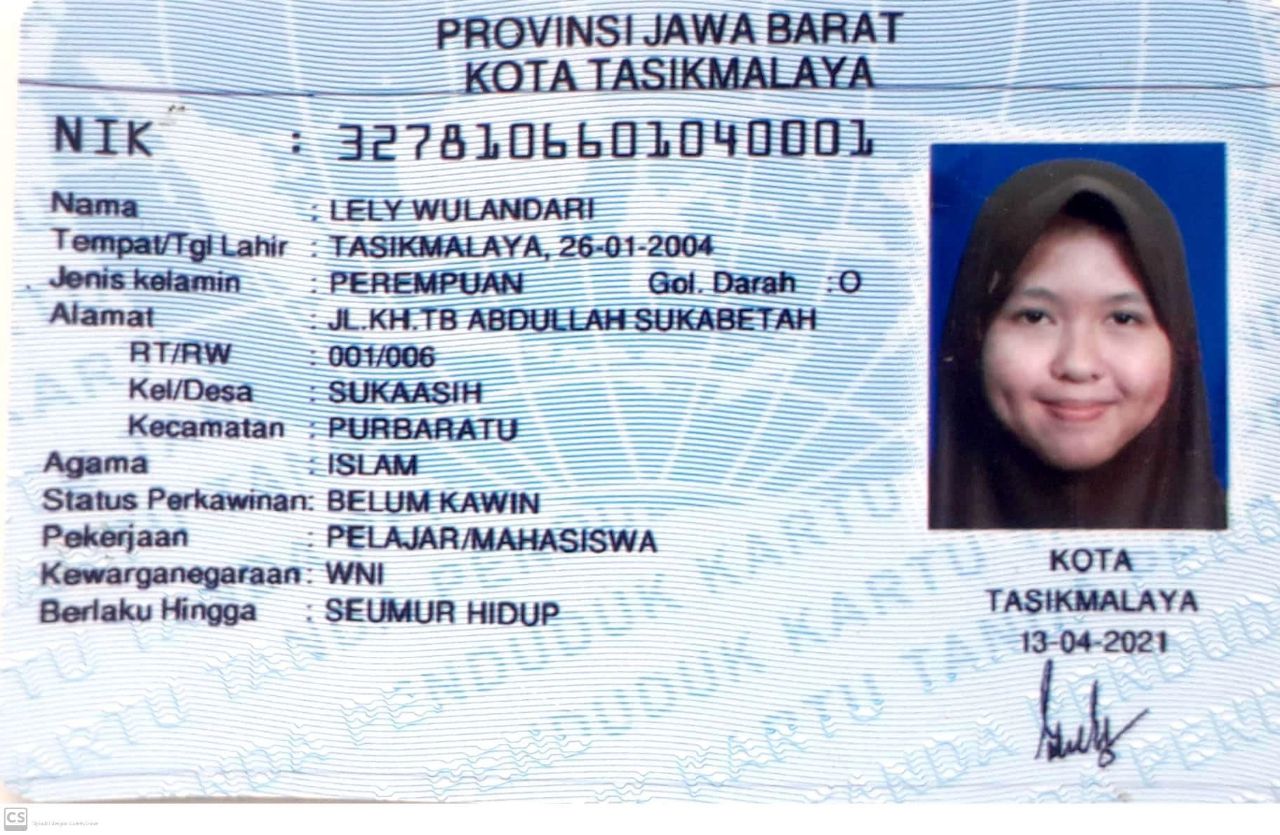 PROVINSI JAWA BARAT
KOTA TASIKMALAYA
NIK : 3278106601040001
Nama : LELY WULANDARI
Tempat/Tgl Lahir : TASIKMALAYA, 26-01-2004
Jenis kelamin : PEREMPUAN Gol. Darah : O
Alamat : JL.KH.TB ABDULLAH SUKABETAH
RT/RW : 001/006
Kel/Desa : SUKAASIH
Kecamatan : PURBARATU
Agama : ISLAM
Status Perkawinan: BELUM KAWIN
Pekerjaan : PELAJAR/MAHASISWA
Kewarganegaraan: WNI
Berlaku Hingga : SEUMUR HIDUP
KOTA
TASIKMALAYA
13-04-2021
CS